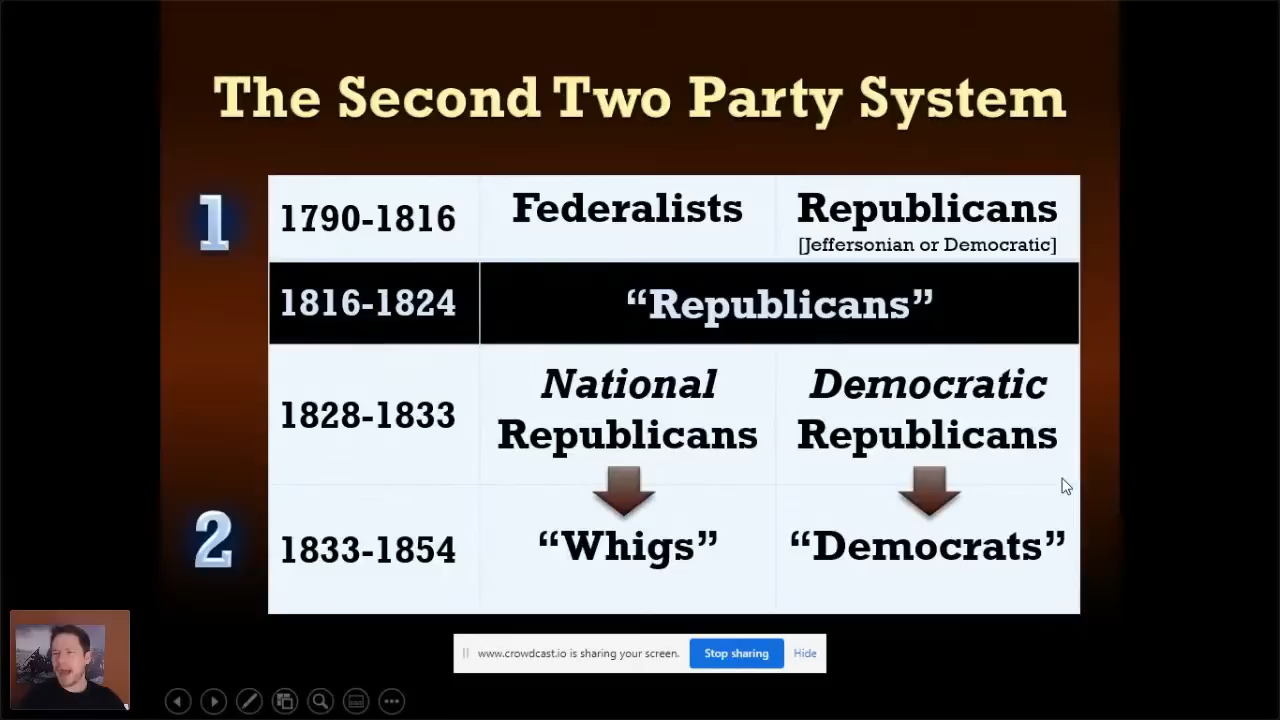 The Second Two Party System
1
1790-1816
Federalists
Republicans
[Jeffersonian or Democratic]
1816-1824
“Republicans”
1828-1833
National
Republicans
Democratic
Republicans
2
1833-1854
“Whigs”
“Democrats”
www.crowdcast.io is sharing your screen.
Stop sharing
Hide